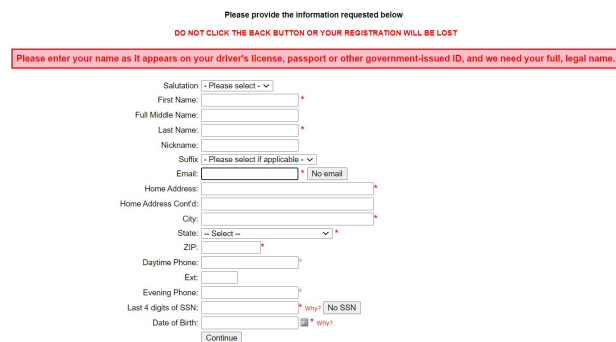 Please provide the information requested below
DO NOT CLICK THE BACK BUTTON OR YOUR REGISTRATION WILL BE LOST
Please enter your name as it appears on your driver's license, passport or other government-issued ID, and we need your full, legal name.
Salutation - Please select -
First Name: *
Full Middle Name:
Last Name: *
Nickname:
Suffix - Please select if applicable -
Email: * No email
Home Address: *
Home Address Cont'd:
City: *
State: -- Select -- *
ZIP: *
Daytime Phone: *
Ext:
Evening Phone: *
Last 4 digits of SSN: * Why? No SSN
Date of Birth: * Why?
Continue